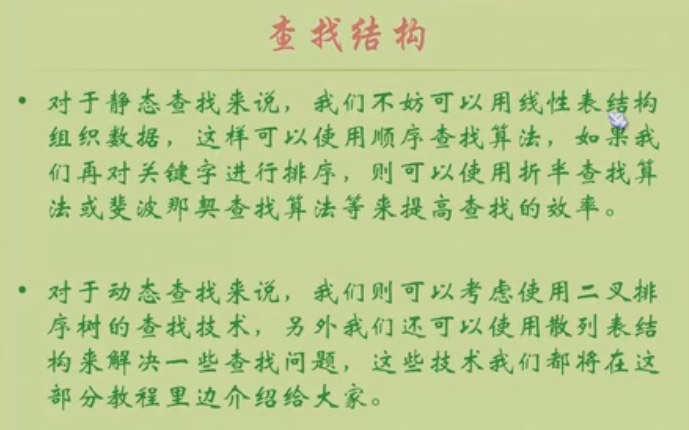 查找结构
• 对于静态查找来说，我们不妨可以用线性表结构
组织数据，这样可以使用顺序查找算法，如果我
们再对关键字进行排序，则可以使用折半查找算
法或斐波那契查找算法等来提高查找的效率。
• 对于动态查找来说，我们则可以考虑使用二叉排
序树的查找技术，另外我们还可以使用散列表结
构来解决一些查找问题，这些技术我们都将在这
部分教程里边介绍给大家。